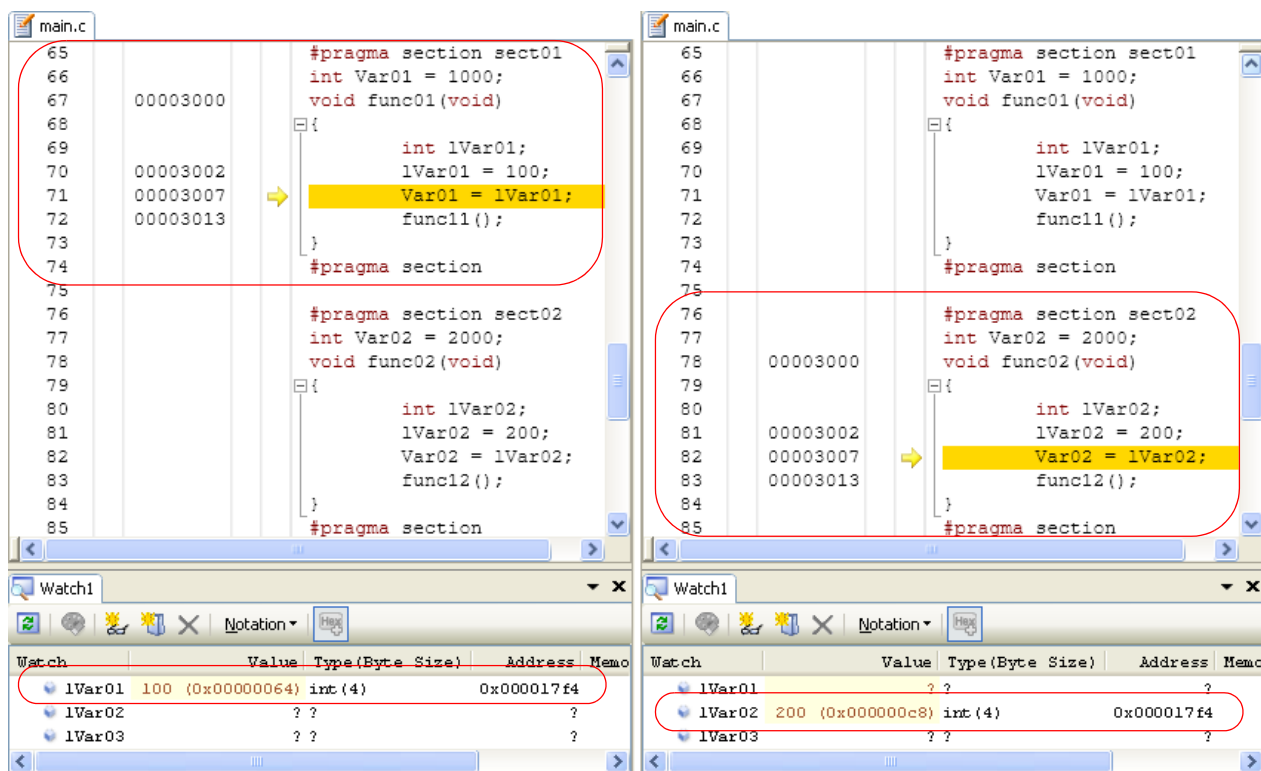 main.c
65 #pragma section sect01
66 int Var01 = 1000;
67 00003000 void func01(void)
68 {
69 int lVar01;
70 00003002 lVar01 = 100;
71 00003007 Var01 = lVar01;
72 00003013 func11();
73 }
74 #pragma section
75
76 #pragma section sect02
77 int Var02 = 2000;
78 void func02(void)
79 {
80 int lVar02;
81 lVar02 = 200;
82 Var02 = lVar02;
83 func12();
84 }
85 #pragma section
Watch1
Notation
Hex
Watch Value Type(Byte Size) Address Memo
lVar01 100 (0x00000064) int(4) 0x000017f4
lVar02 ? ? ?
lVar03 ? ? ?
main.c
65 #pragma section sect01
66 int Var01 = 1000;
67 void func01(void)
68 {
69 int lVar01;
70 lVar01 = 100;
71 Var01 = lVar01;
72 func11();
73 }
74 #pragma section
75
76 #pragma section sect02
77 int Var02 = 2000;
78 00003000 void func02(void)
79 {
80 int lVar02;
81 00003002 lVar02 = 200;
82 00003007 Var02 = lVar02;
83 00003013 func12();
84 }
85 #pragma section
Watch1
Notation
Hex
Watch Value Type(Byte Size) Address Memo
lVar01 ? ? ?
lVar02 200 (0x000000c8) int(4) 0x000017f4
lVar03 ? ? ?